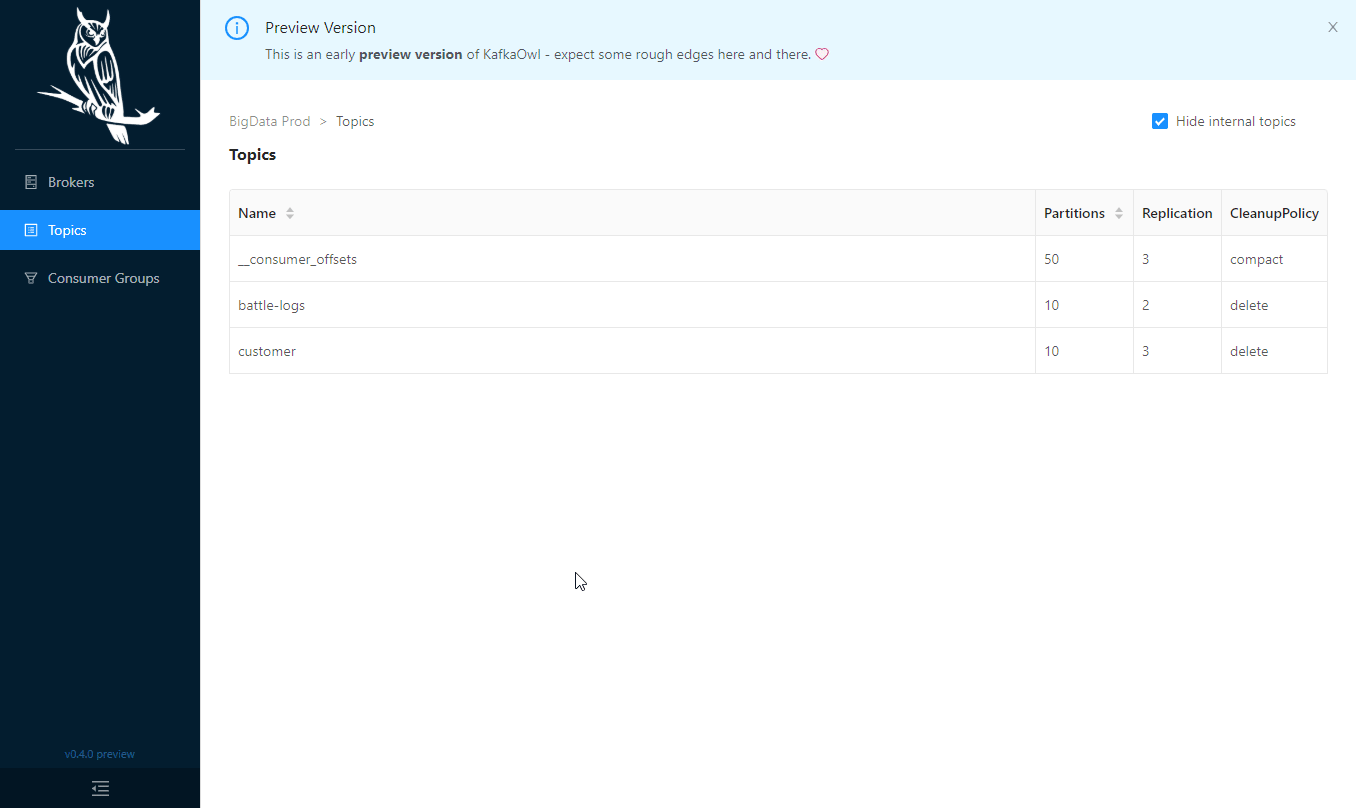 Preview Version
This is an early preview version of KafkaOwl - expect some rough edges here and there.
BigData Prod > Topics
Hide internal topics
Topics
Brokers
Topics
Consumer Groups
Name Partitions Replication CleanupPolicy
__consumer_offsets 50 3 compact
battle-logs 10 2 delete
customer 10 3 delete
v0.4.0 preview